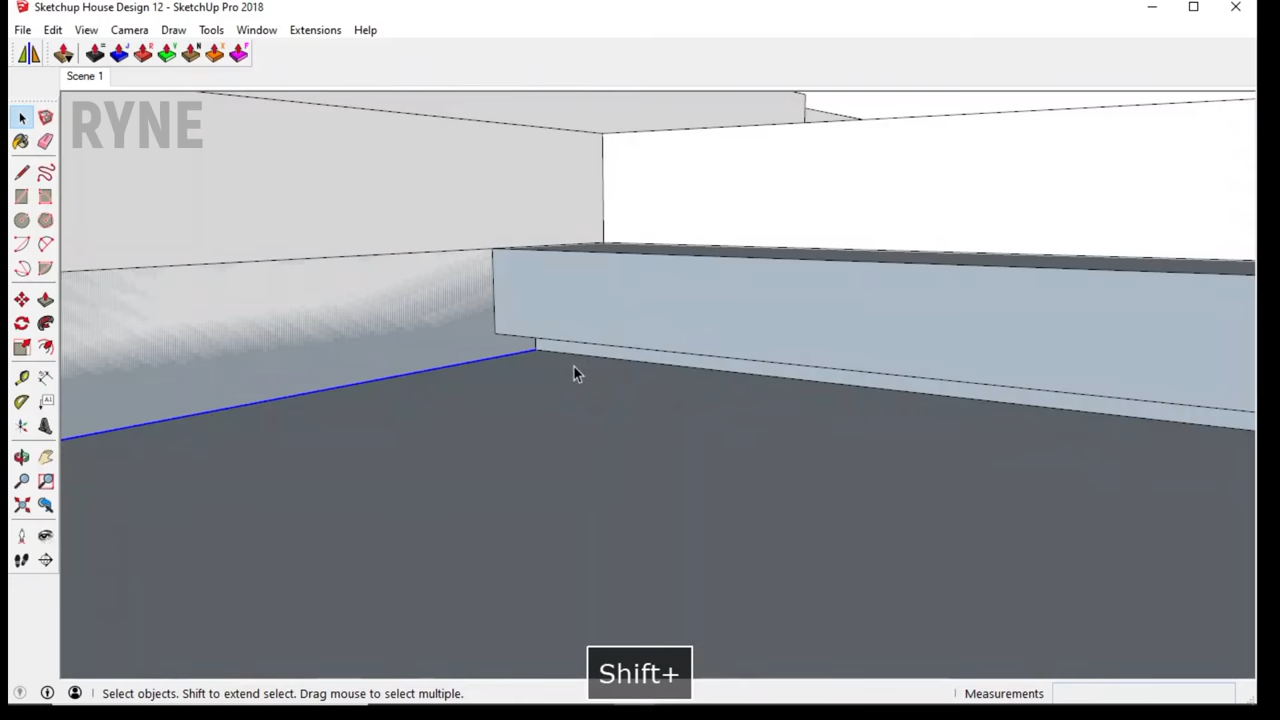 Sketchup House Design 12 - SketchUp Pro 2018
File Edit View Camera Draw Tools Window Extensions Help
= J R V N X F
Scene 1
RYNE
A1
Shift+
Select objects. Shift to extend select. Drag mouse to select multiple.
Measurements